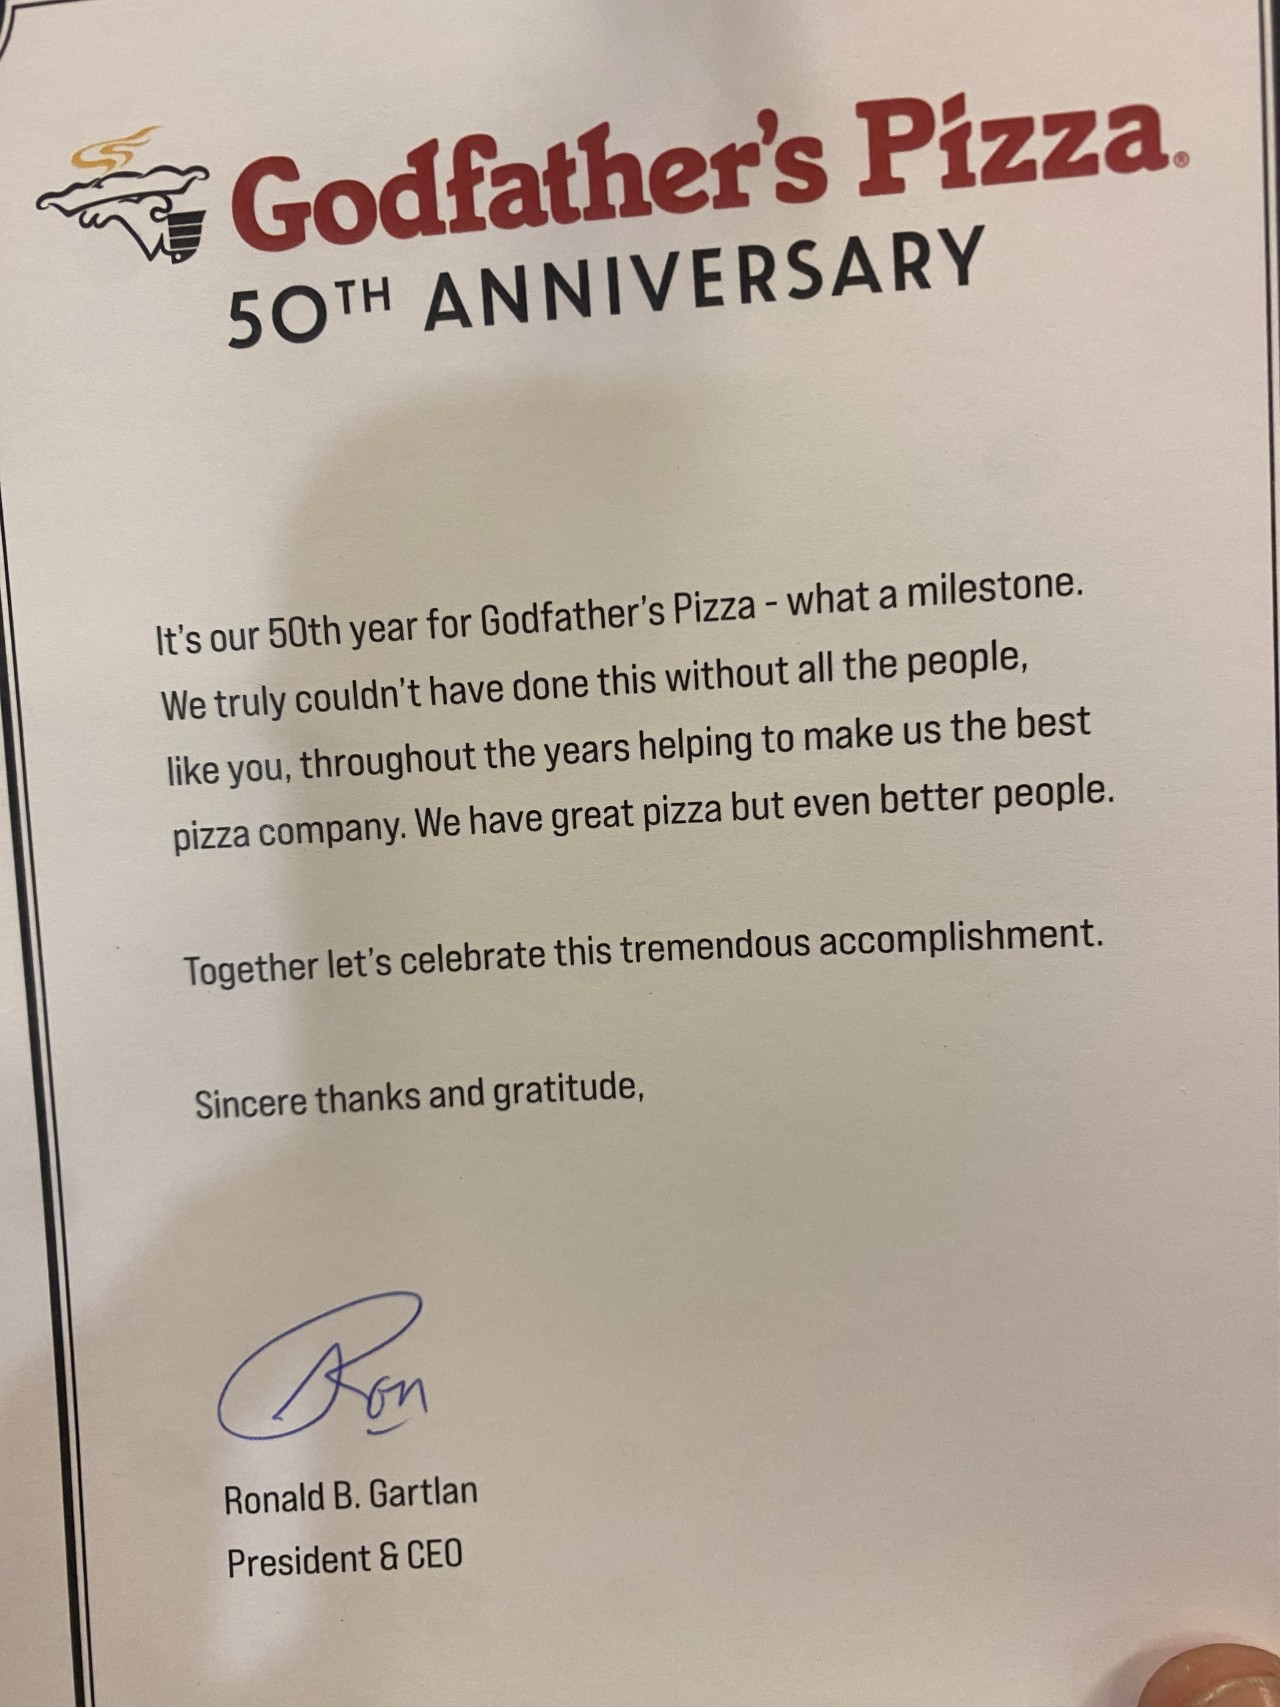 Godfather's Pizza®
50TH ANNIVERSARY
It's our 50th year for Godfather's Pizza - what a milestone.
We truly couldn't have done this without all the people,
like you, throughout the years helping to make us the best
pizza company. We have great pizza but even better people.
Together let's celebrate this tremendous accomplishment.
Sincere thanks and gratitude,
Ron
Ronald B. Gartlan
President & CEO